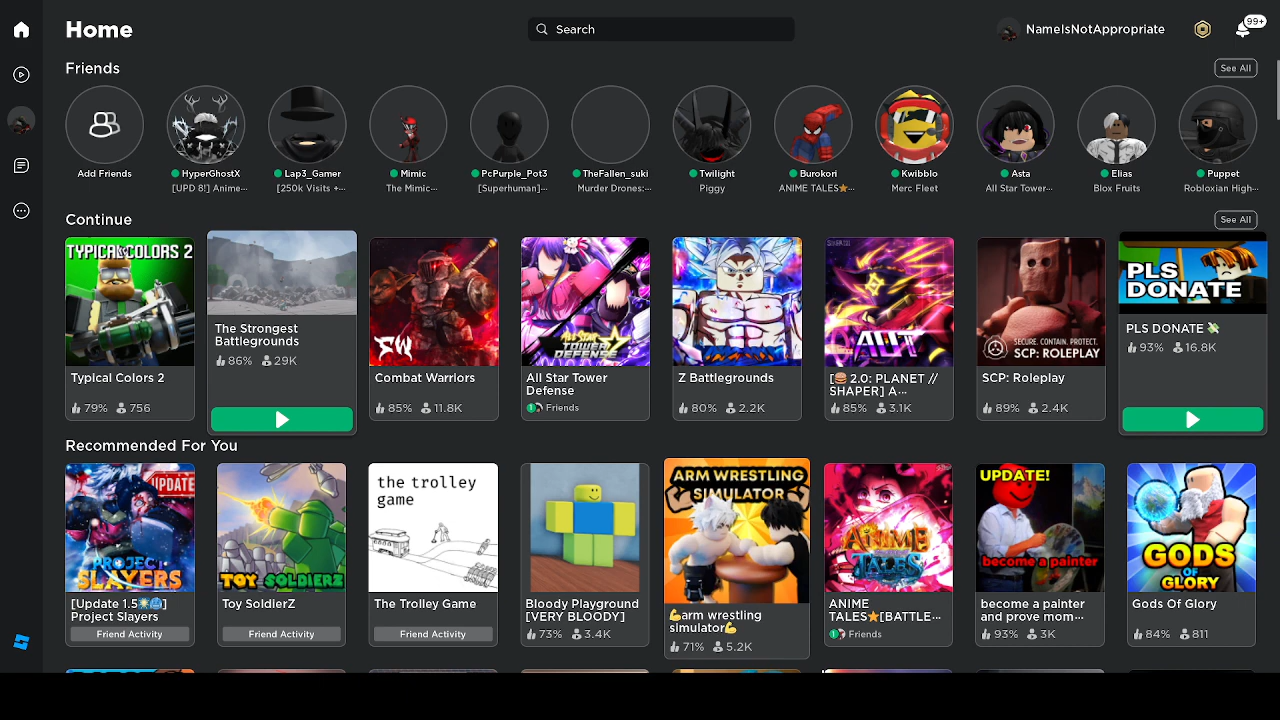 Home
Search
NameIsNotAppropriate
99+
Friends
See All
Add Friends
HyperGhostX
[UPD 8!] Anime...
Lap3_Gamer
[250k Visits +...
Mimic
The Mimic...
PcPurple_Pot3
[Superhuman]...
TheFallen_suki
Murder Drones:...
Twilight
Piggy
Burokori
ANIME TALES⭐...
Kwibblo
Merc Fleet
Asta
All Star Tower...
Elias
Blox Fruits
Puppet
Robloxian High...
Continue
See All
TYPICAL COLORS 2
Typical Colors 2
79% 756
The Strongest
Battlegrounds
86% 29K
FW
Combat Warriors
85% 11.8K
ALL STAR
TOWER
DEFENSE
All Star Tower
Defense
1 Friends
Z Battlegrounds
80% 2.2K
AUT
[🍔 2.0: PLANET //
SHAPER] A...
85% 3.1K
SECURE. CONTAIN. PROTECT.
SCP: ROLEPLAY
SCP: Roleplay
89% 2.4K
PLS
DONATE
PLS DONATE 💸
93% 16.8K
Recommended For You
UPDATE
PROJECT
SLAYERS
[Update 1.5🌟🥶]
Project Slayers
Friend Activity
TOY SOLDIERZ
Toy SoldierZ
Friend Activity
the trolley
game
The Trolley Game
Friend Activity
Bloody Playground
[VERY BLOODY]
73% 3.4K
ARM WRESTLING
SIMULATOR
💪arm wrestling
simulator💪
71% 5.2K
ANIME
TALES
ANIME
TALES⭐[BATTLE...
1 Friends
UPDATE!
become a painter
become a painter
and prove mom...
93% 3K
GODS
OF
GLORY
Gods Of Glory
84% 811